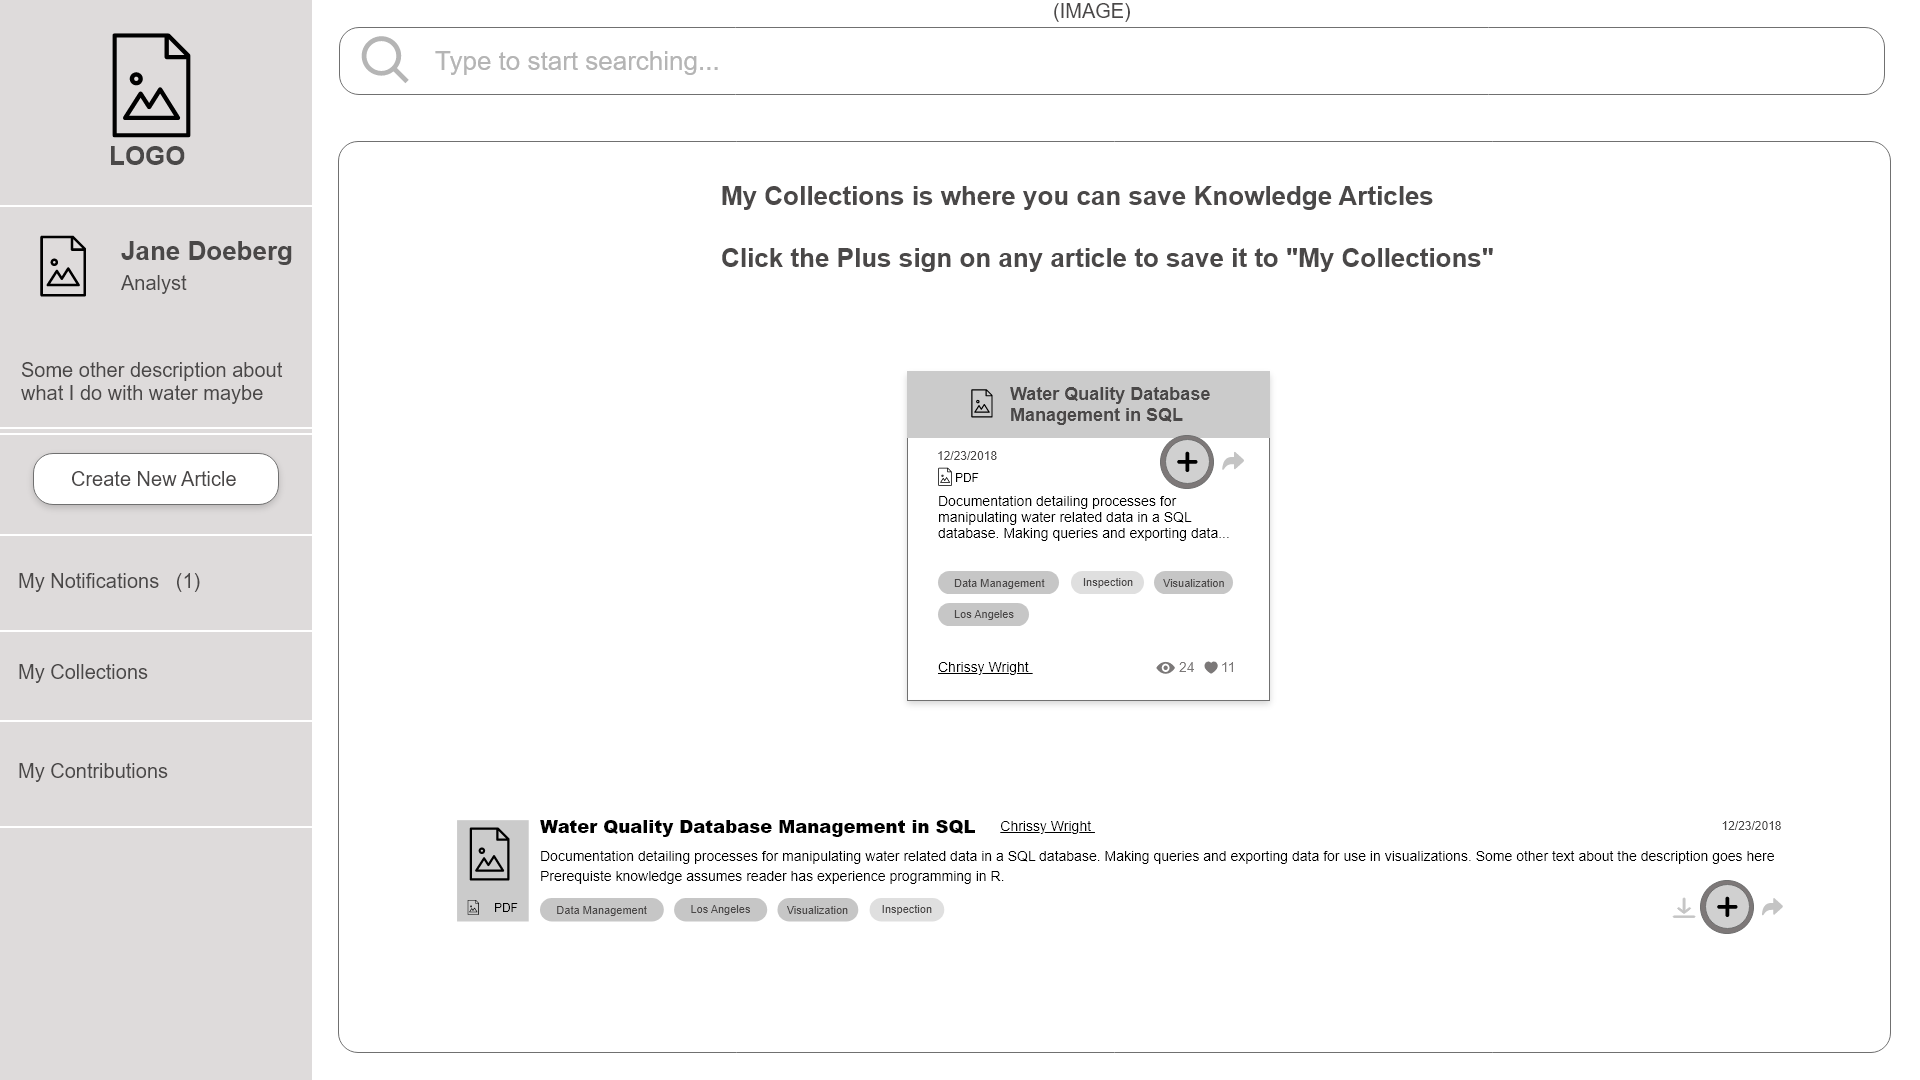 (IMAGE)
Type to start searching...
LOGO
Jane Doeberg
Analyst
Some other description about
what I do with water maybe
Create New Article
My Notifications (1)
My Collections
My Contributions
My Collections is where you can save Knowledge Articles
Click the Plus sign on any article to save it to "My Collections"
Water Quality Database
Management in SQL
12/23/2018
PDF
Documentation detailing processes for
manipulating water related data in a SQL
database. Making queries and exporting data...
Data Management Inspection Visualization
Los Angeles
Chrissy Wright 24 11
Water Quality Database Management in SQL Chrissy Wright 12/23/2018
Documentation detailing processes for manipulating water related data in a SQL database. Making queries and exporting data for use in visualizations. Some other text about the description goes here
Prerequiste knowledge assumes reader has experience programming in R.
PDF Data Management Los Angeles Visualization Inspection